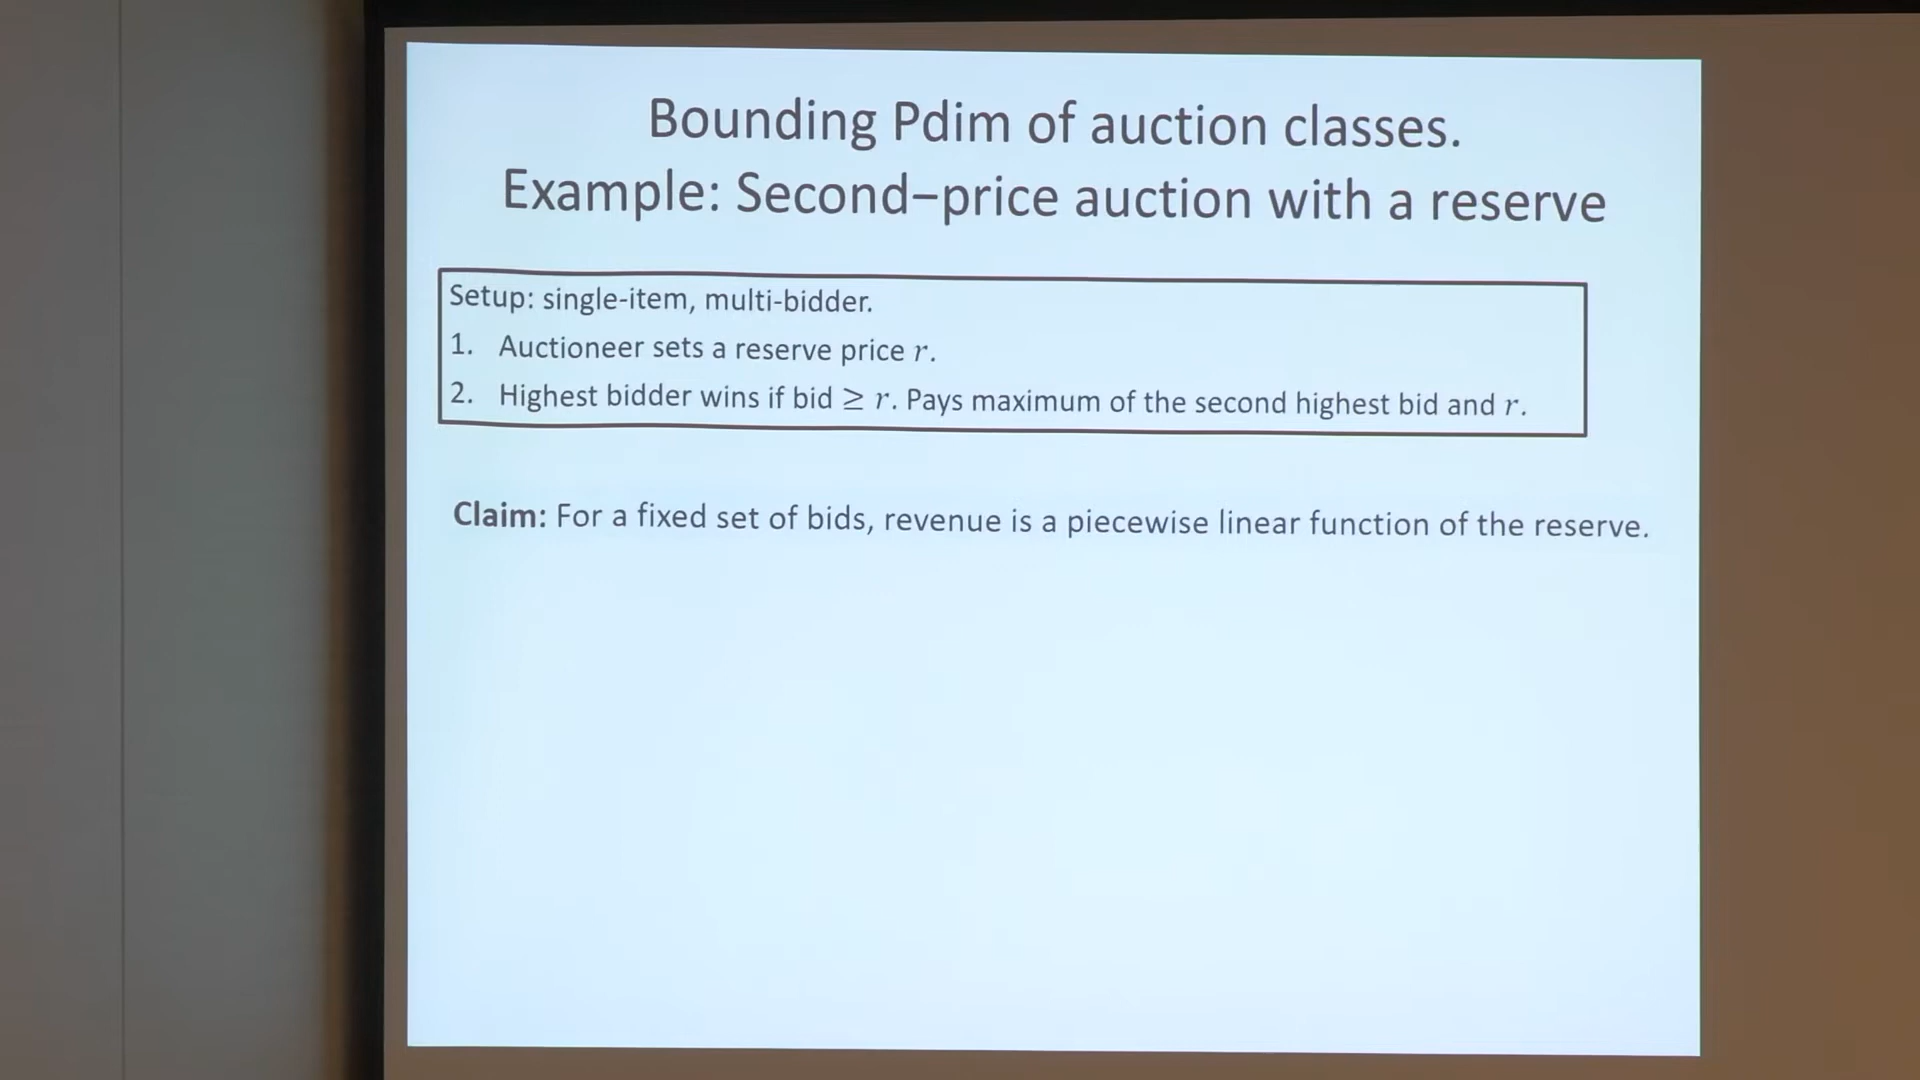 Bounding Pdim of auction classes.
Example: Second–price auction with a reserve
Setup: single-item, multi-bidder.
1. Auctioneer sets a reserve price r.
2. Highest bidder wins if bid ≥ r. Pays maximum of the second highest bid and r.
Claim: For a fixed set of bids, revenue is a piecewise linear function of the reserve.